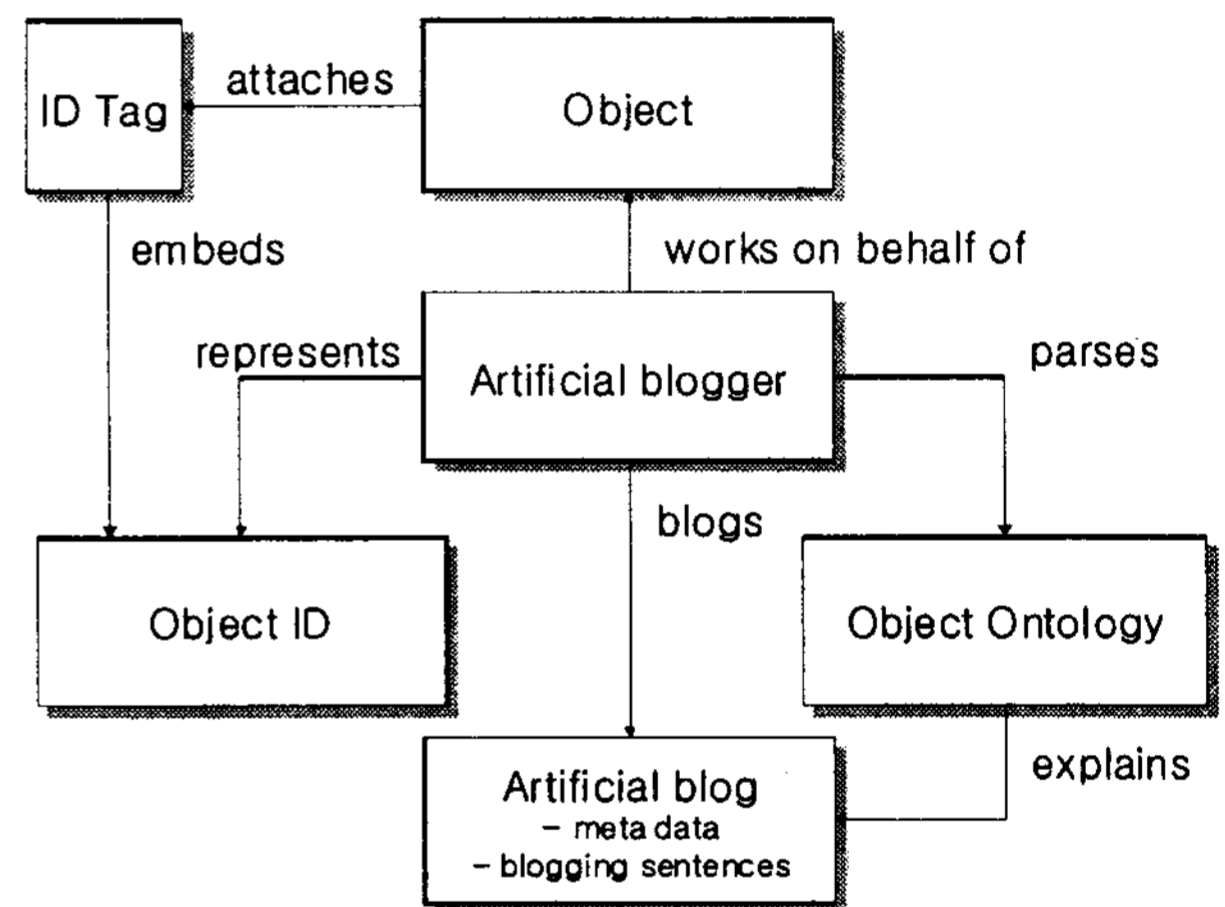 attaches
ID Tag
Object
embeds
works on behalf of
represents
parses
Artificial blogger
blogs
Object ID
Object Ontology
explains
Artificial blog
– meta data
– blogging sentences